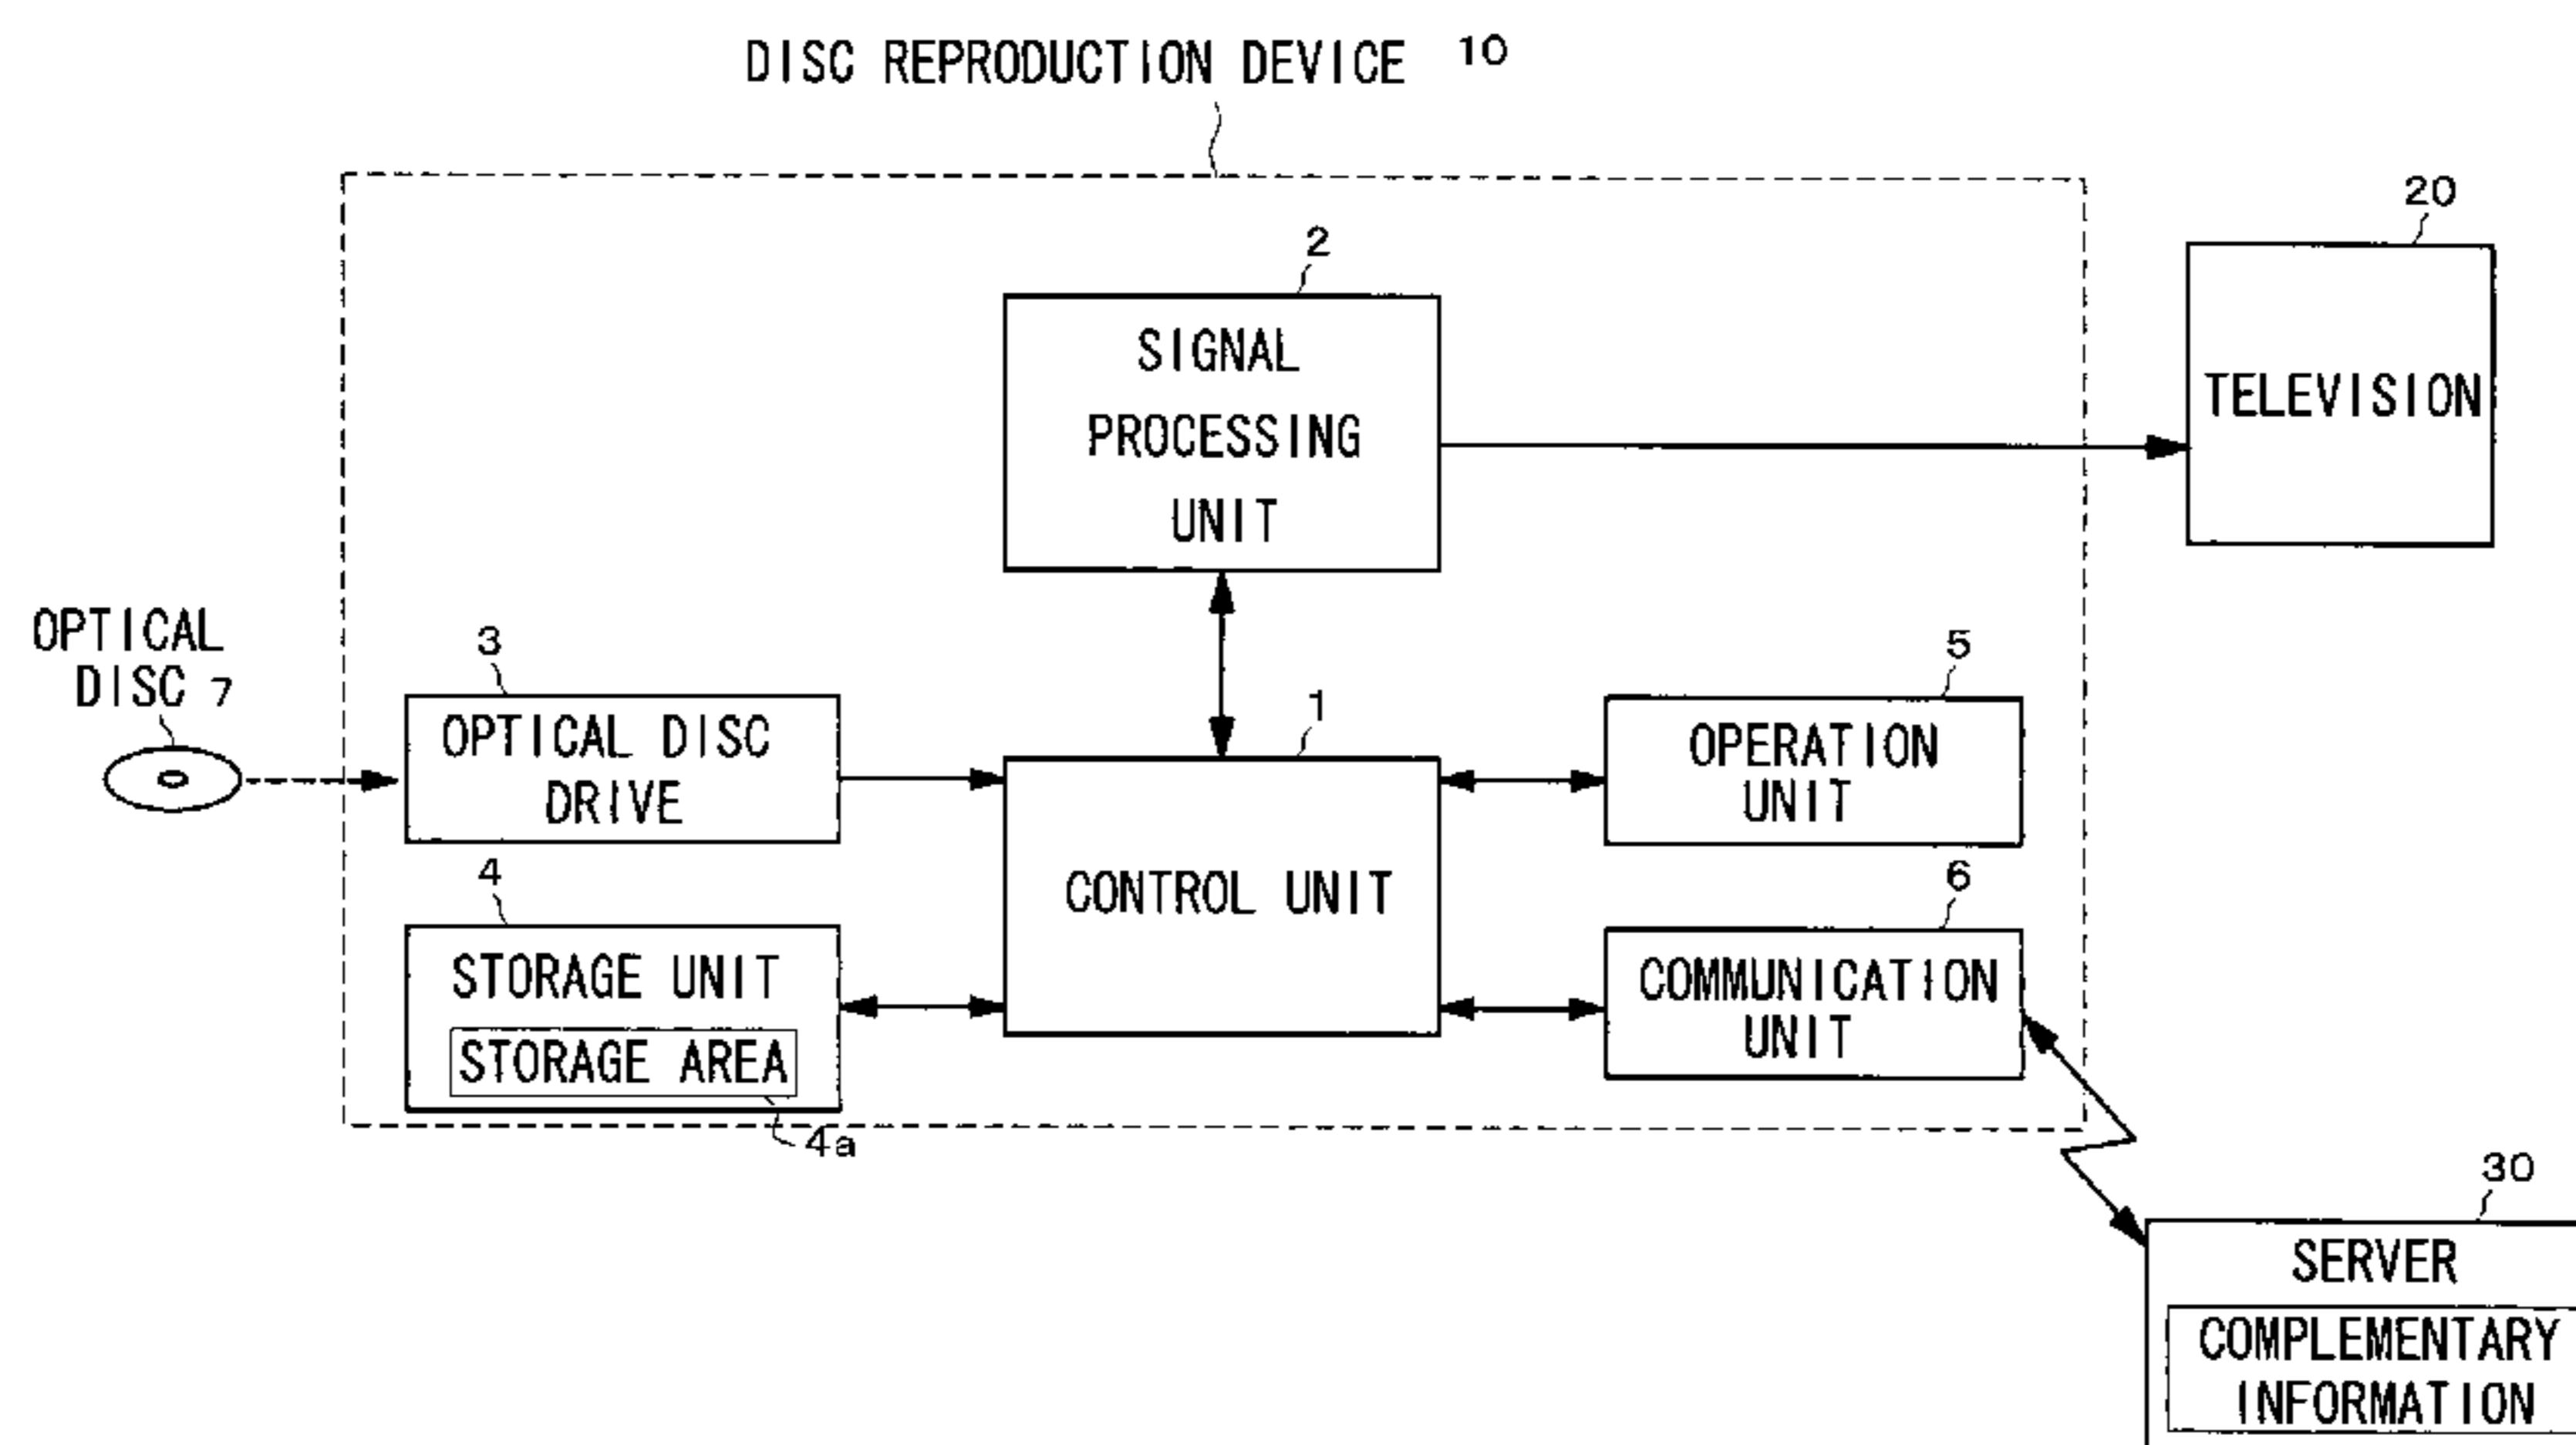 DISC REPRODUCTION DEVICE 10
20
2
SIGNAL
PROCESSING
UNIT
TELEVISION
OPTICAL
DISC 7
3
OPTICAL DISC
DRIVE
1
CONTROL UNIT
5
OPERATION
UNIT
4
STORAGE UNIT
STORAGE AREA
4a
6
COMMUNICATION
UNIT
30
SERVER
COMPLEMENTARY
INFORMATION